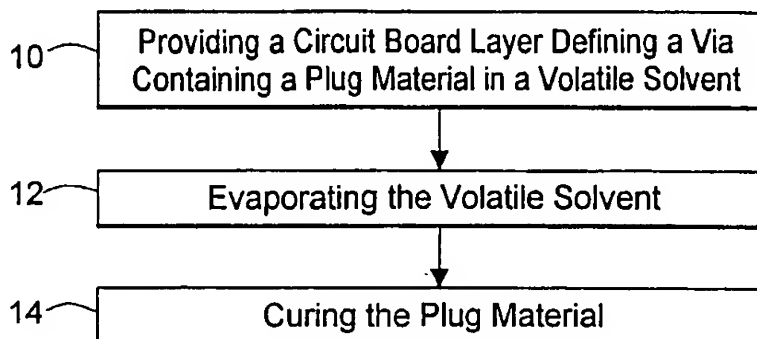 10
Providing a Circuit Board Layer Defining a Via
Containing a Plug Material in a Volatile Solvent
12
Evaporating the Volatile Solvent
14
Curing the Plug Material